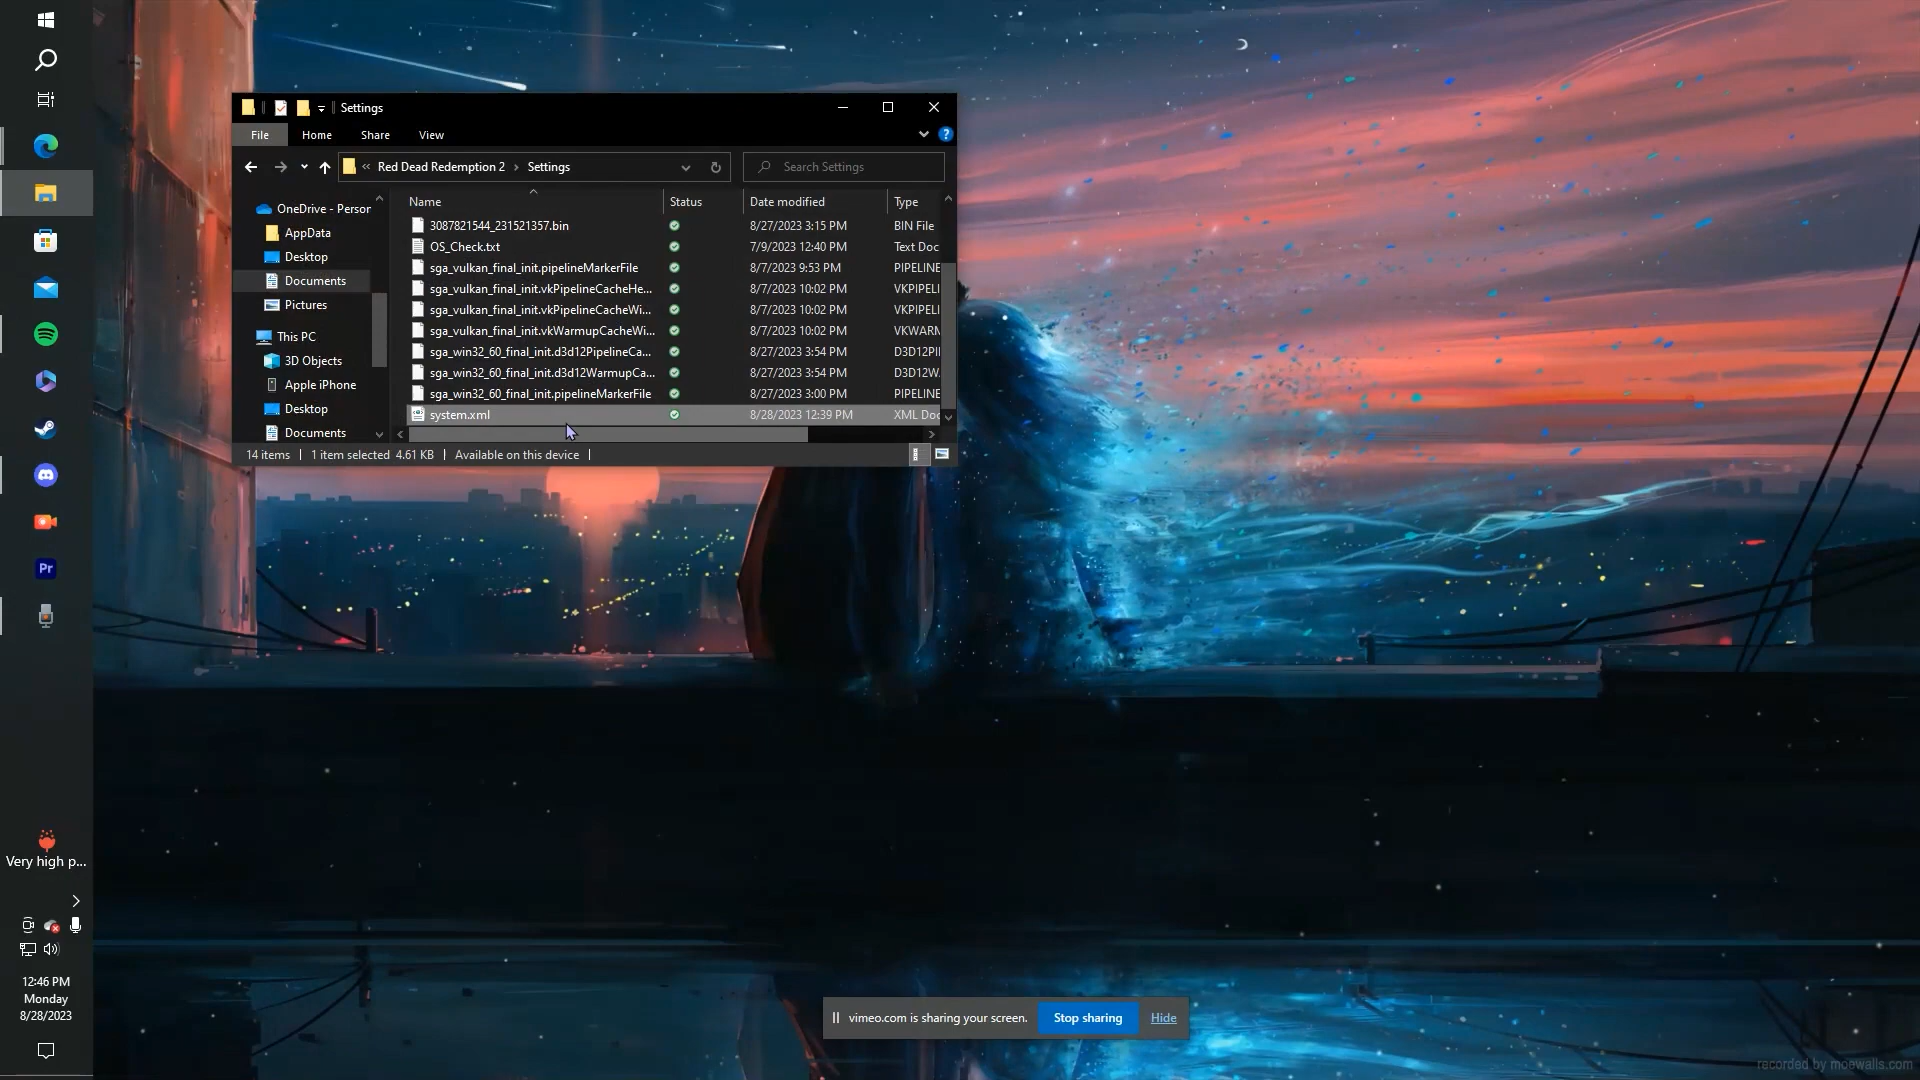 Settings
File Home Share View
« Red Dead Redemption 2 > Settings Search Settings
OneDrive - Person
AppData
Desktop
Documents
Pictures
This PC
3D Objects
Apple iPhone
Desktop
Documents
Name Status Date modified Type
3087821544_231521357.bin 8/27/2023 3:15 PM BIN File
OS_Check.txt 7/9/2023 12:40 PM Text Doc
sga_vulkan_final_init.pipelineMarkerFile 8/7/2023 9:53 PM PIPELINE
sga_vulkan_final_init.vkPipelineCacheHe... 8/7/2023 10:02 PM VKPIPELI
sga_vulkan_final_init.vkPipelineCacheWi... 8/7/2023 10:02 PM VKPIPELI
sga_vulkan_final_init.vkWarmupCacheWi... 8/7/2023 10:02 PM VKWARM
sga_win32_60_final_init.d3d12PipelineCa... 8/27/2023 3:54 PM D3D12PI
sga_win32_60_final_init.d3d12WarmupCa... 8/27/2023 3:54 PM D3D12W
sga_win32_60_final_init.pipelineMarkerFile 8/27/2023 3:00 PM PIPELINE
system.xml 8/28/2023 12:39 PM XML Doc
14 items | 1 item selected 4.61 KB | Available on this device |
Pr
Very high p...
12:46 PM
Monday
8/28/2023
vimeo.com is sharing your screen. Stop sharing Hide
recorded by moewalls.com